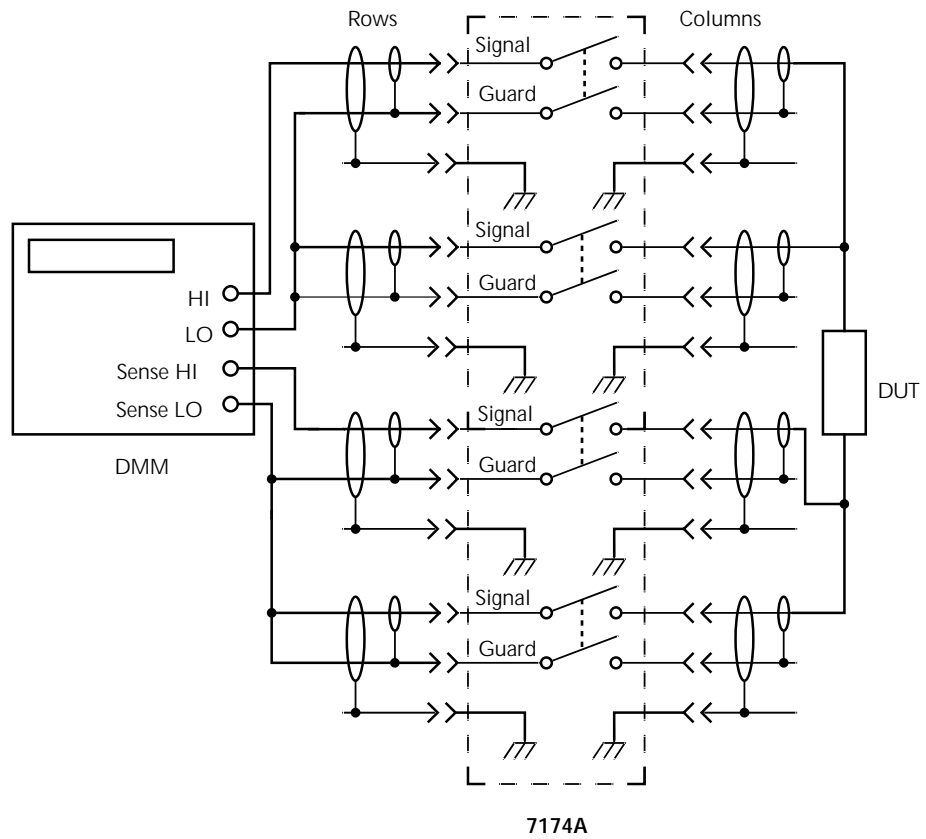 Rows
Columns
Signal
Guard
Signal
Guard
HI
LO
Sense HI
Sense LO
DMM
Signal
Guard
DUT
Signal
Guard
7174A